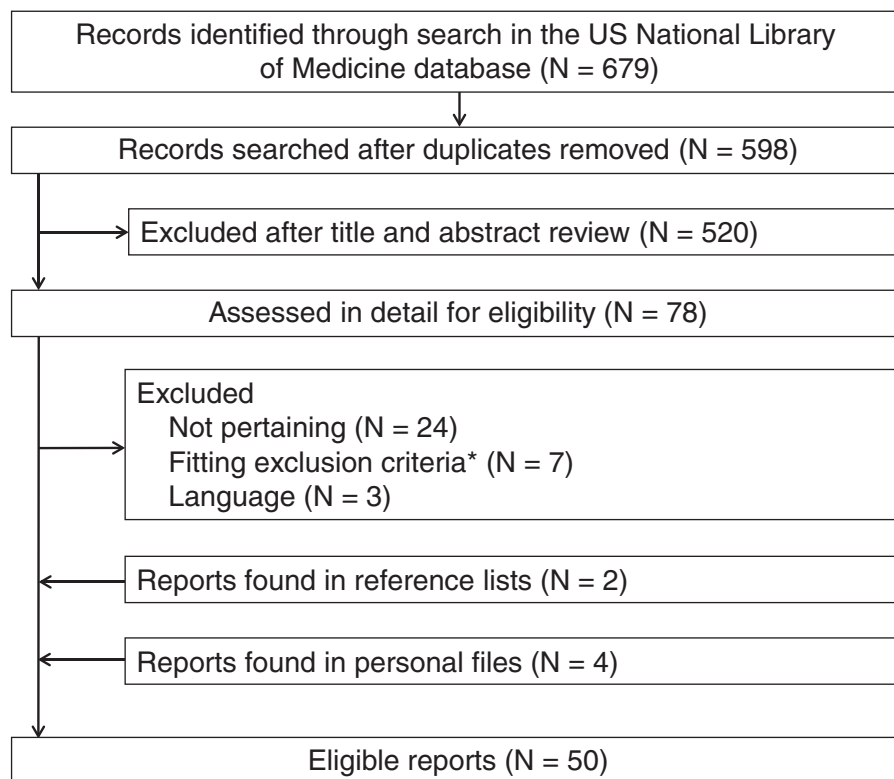 Records identified through search in the US National Library
of Medicine database (N = 679)
Records searched after duplicates removed (N = 598)
Excluded after title and abstract review (N = 520)
Assessed in detail for eligibility (N = 78)
Excluded
Not pertaining (N = 24)
Fitting exclusion criteria* (N = 7)
Language (N = 3)
Reports found in reference lists (N = 2)
Reports found in personal files (N = 4)
Eligible reports (N = 50)